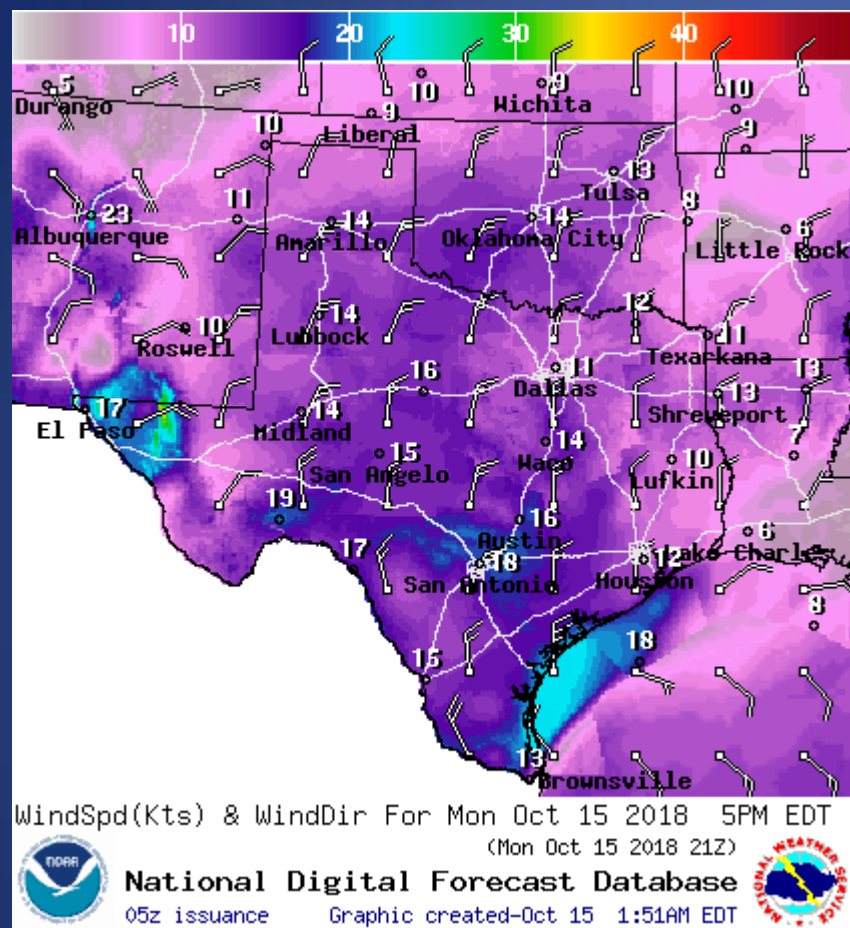 10 20 30 40
5 10 9 10
Durango Wichita
9
Liberal
10 9
13
Tulsa
23 11 14 14 8 6
Albuquerque Amarillo Oklahoma City Little Rock
10 14 12 11
Roswell Lubbock Texarkana
16 11 13
Dallas
17 14 13
El Paso Midland Shreveport
15 14 10 7
San Angelo Waco Lufkin
19 16 6
Austin
17 18 12 Lake Charles
San Antonio Houston
8
18
13
Brownsville
WindSpd(Kts) & WindDir For Mon Oct 15 2018 5PM EDT
(Mon Oct 15 2018 21Z)
NOAA
National Digital Forecast Database
05z issuance Graphic created-Oct 15 1:51AM EDT
NATIONAL WEATHER SERVICE